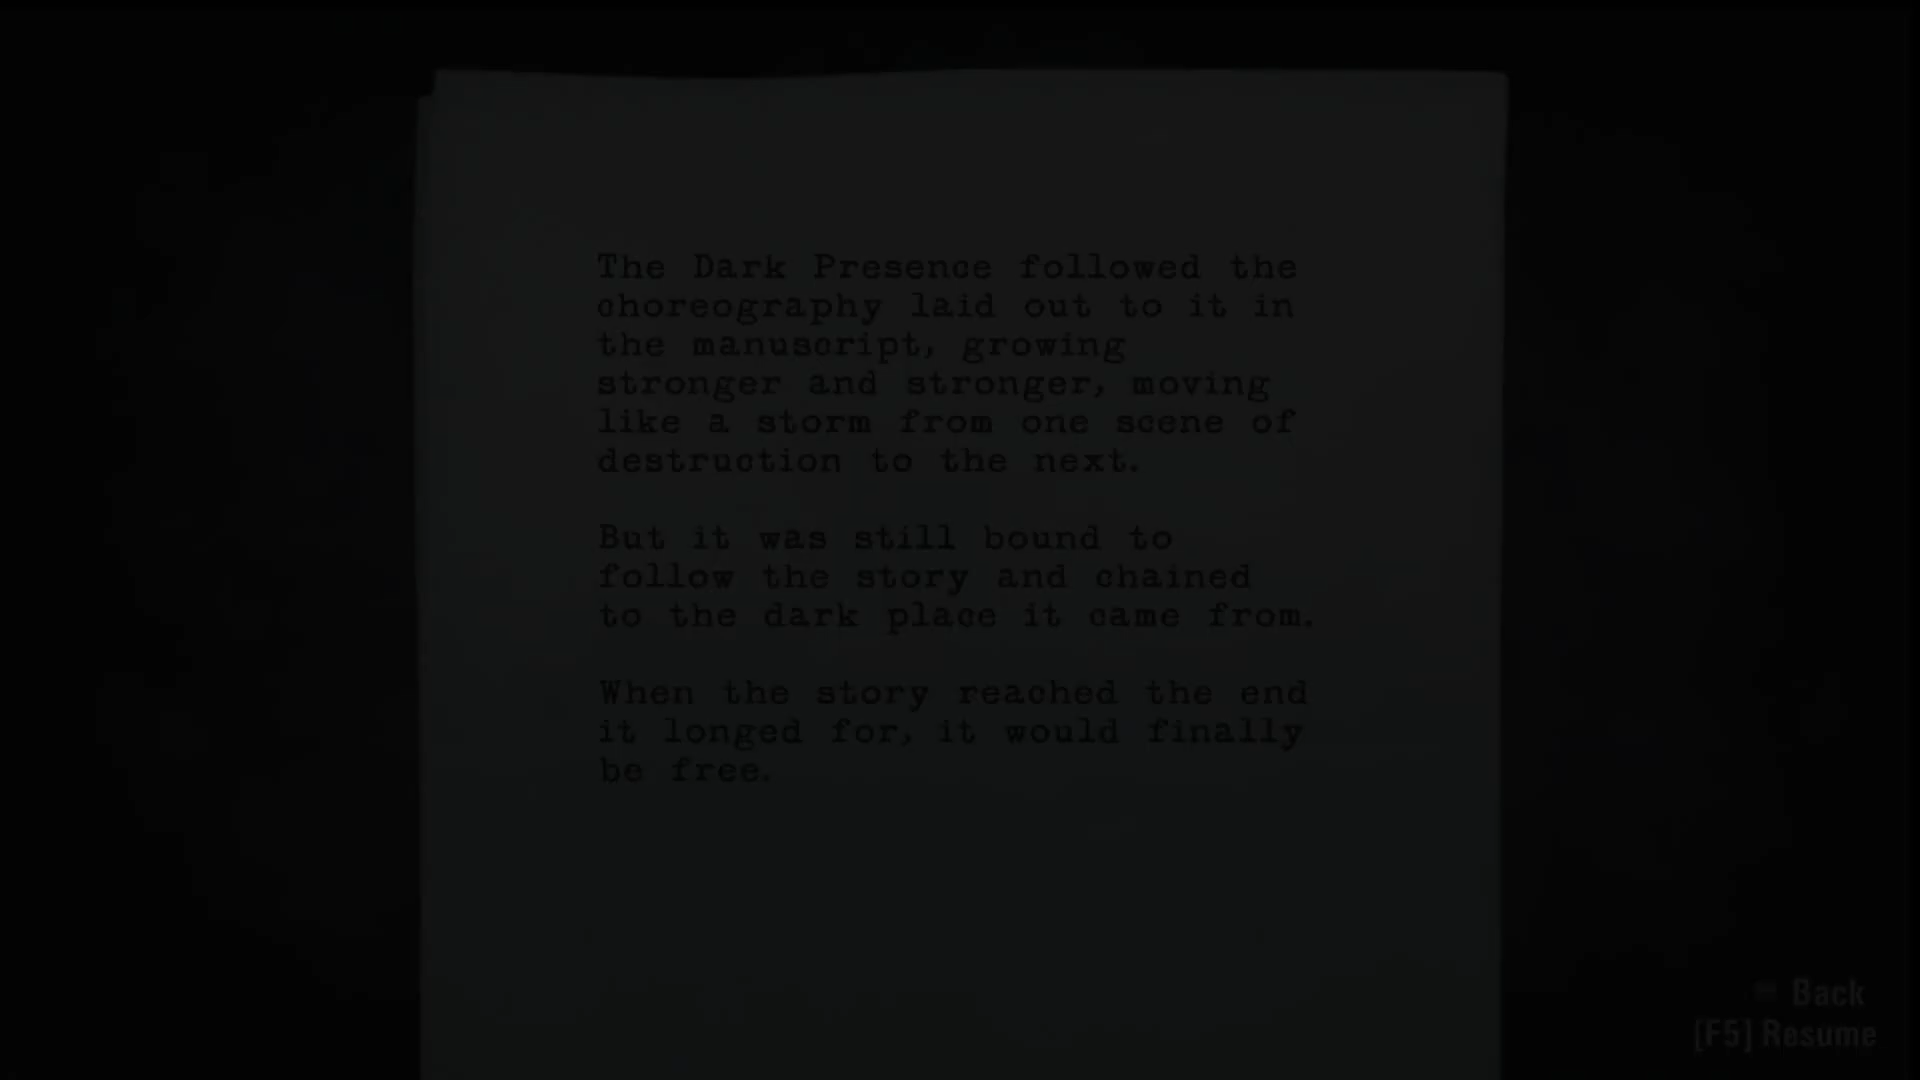 The Dark Presence followed the
choreography laid out to it in
the manuscript, growing
stronger and stronger, moving
like a storm from one scene of
destruction to the next.
But it was still bound to
follow the story and chained
to the dark place it came from.
When the story reached the end
it longed for, it would finally
be free.
Back
[F5] Resume